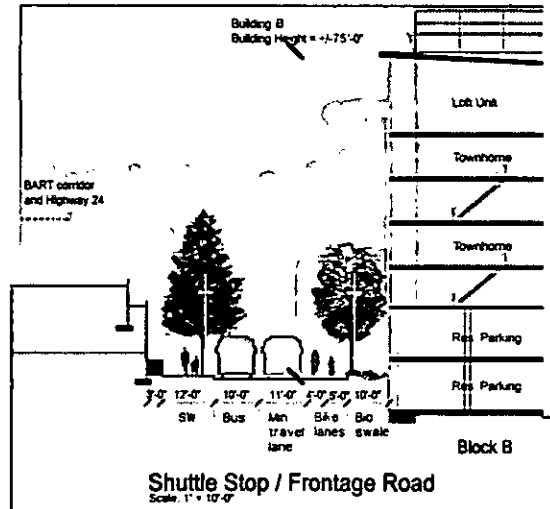 Building B
Building Height = +/-75'-0"
Loft Unit
Townhome
BART corridor
and Highway 24
Townhome
Res Parking
Res Parking
3'-0" 12'-0" 10'-0" 11'-0" 4'-0" 5'-0" 10'-0"
SW Bus Min travel lane Bike lanes Bio swale
Block B
Shuttle Stop / Frontage Road
Scale: 1" = 10'-0"